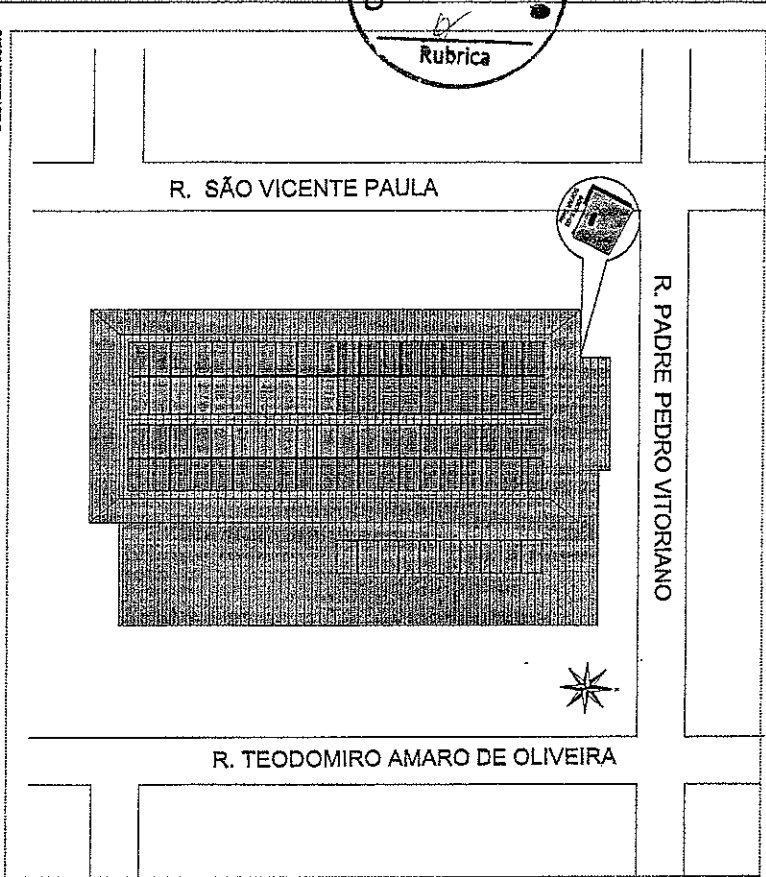 Rubrica
R. SÃO VICENTE PAULA
R. PADRE PEDRO VITORIANO
R. TEODOMIRO AMARO DE OLIVEIRA